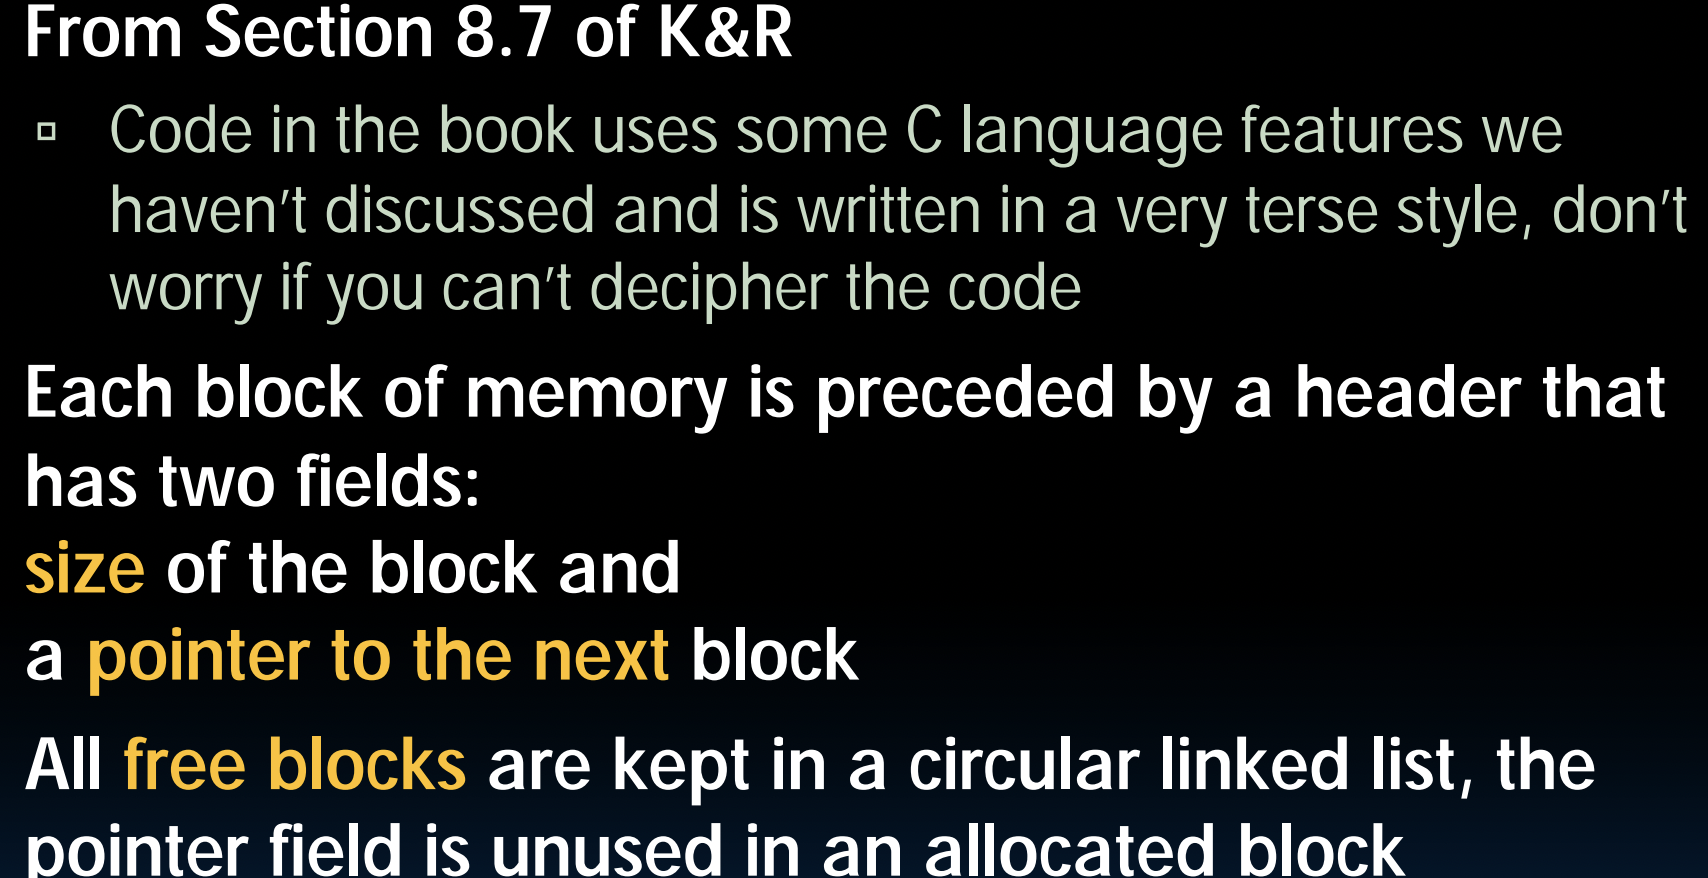 From Section 8.7 of K&R
▫ Code in the book uses some C language features we
haven't discussed and is written in a very terse style, don't
worry if you can't decipher the code
Each block of memory is preceded by a header that
has two fields:
size of the block and
a pointer to the next block
All free blocks are kept in a circular linked list, the
pointer field is unused in an allocated block